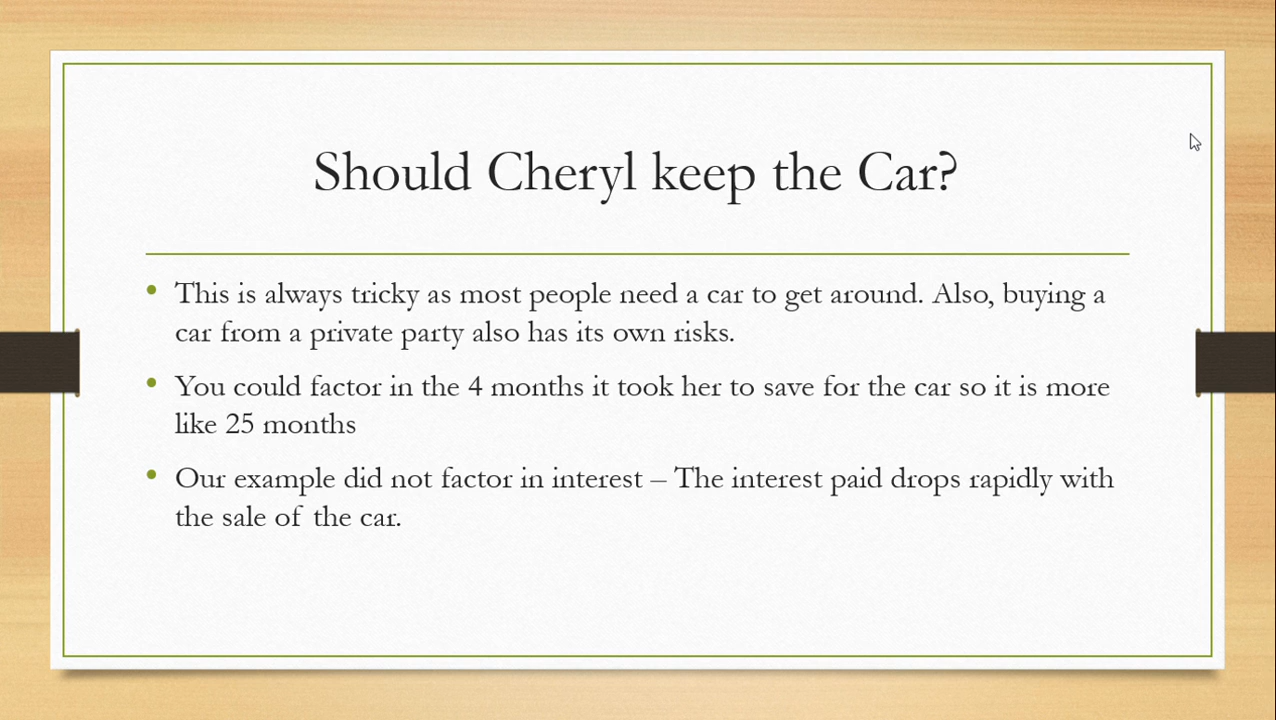 Should Cheryl keep the Car?
• This is always tricky as most people need a car to get around. Also, buying a
car from a private party also has its own risks.
• You could factor in the 4 months it took her to save for the car so it is more
like 25 months
• Our example did not factor in interest – The interest paid drops rapidly with
the sale of the car.